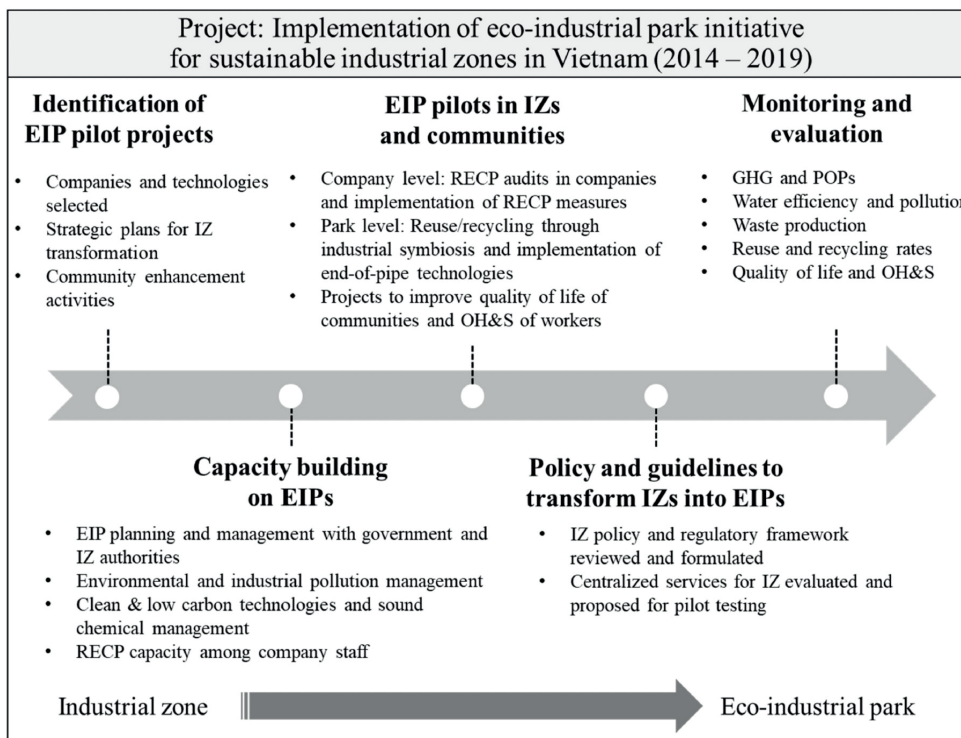 Project: Implementation of eco-industrial park initiative
for sustainable industrial zones in Vietnam (2014 – 2019)
Identification of
EIP pilot projects
• Companies and technologies
selected
• Strategic plans for IZ
transformation
• Community enhancement
activities
EIP pilots in IZs
and communities
• Company level: RECP audits in companies
and implementation of RECP measures
• Park level: Reuse/recycling through
industrial symbiosis and implementation of
end-of-pipe technologies
• Projects to improve quality of life of
communities and OH&S of workers
Monitoring and
evaluation
• GHG and POPs
• Water efficiency and pollution
• Waste production
• Reuse and recycling rates
• Quality of life and OH&S
Capacity building
on EIPs
• EIP planning and management with government and
IZ authorities
• Environmental and industrial pollution management
• Clean & low carbon technologies and sound
chemical management
• RECP capacity among company staff
Policy and guidelines to
transform IZs into EIPs
• IZ policy and regulatory framework
reviewed and formulated
• Centralized services for IZ evaluated and
proposed for pilot testing
Industrial zone
Eco-industrial park